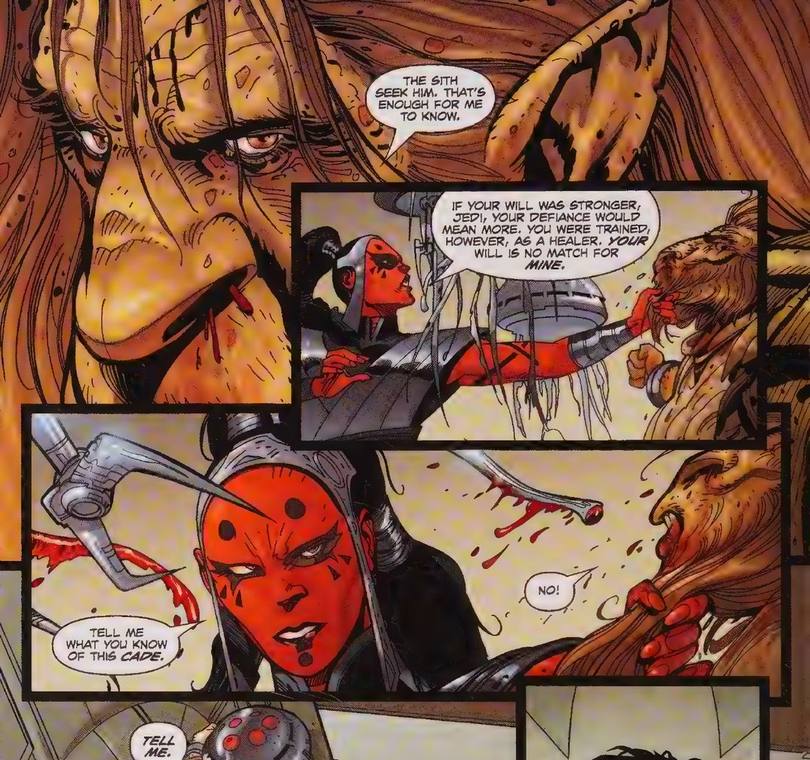 THE SITH
SEEK HIM. THAT'S
ENOUGH FOR ME
TO KNOW.
IF YOUR WILL WAS STRONGER,
JEDI, YOUR DEFIANCE WOULD
MEAN MORE. YOU WERE TRAINED,
HOWEVER, AS A HEALER. YOUR
WILL IS NO MATCH FOR
MINE.
NO!
TELL ME
WHAT YOU KNOW
OF THIS CADE.
TELL
ME.